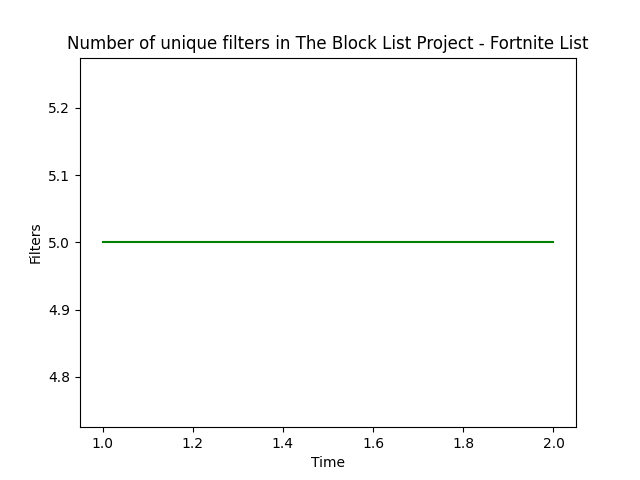 Number of unique filters in The Block List Project - Fortnite List
5.2
5.1
5.0
4.9
4.8
Filters
1.0 1.2 1.4 1.6 1.8 2.0
Time